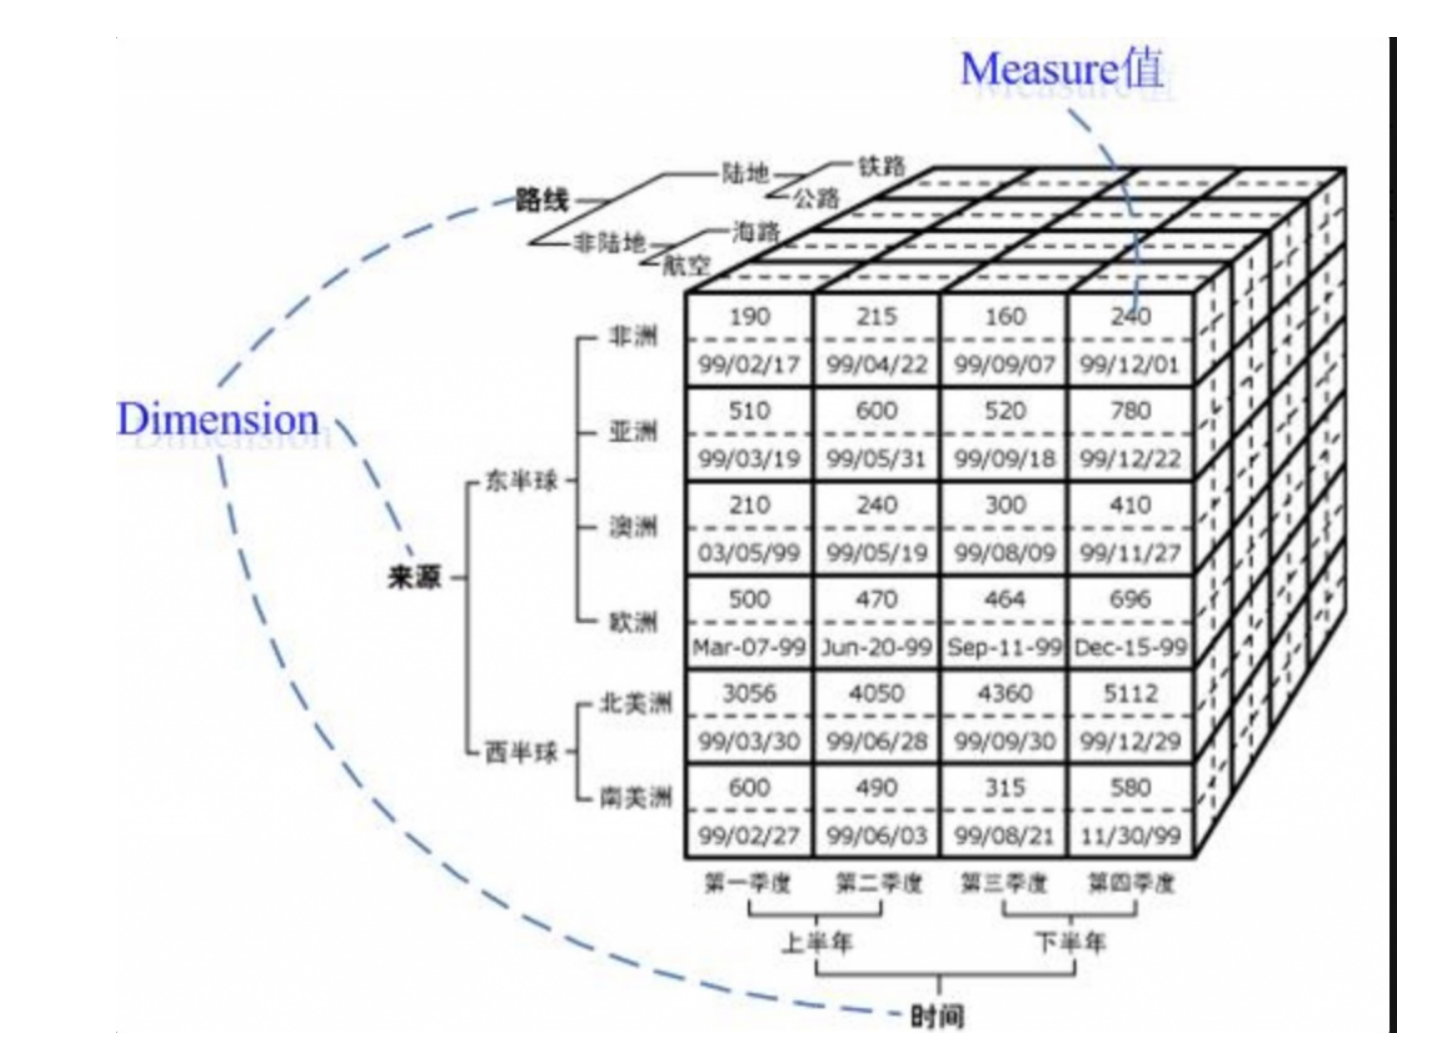 Measure值
铁路
陆地
公路
路线
海路
非陆地
航空
Dimension
非洲
190 215 160 240
99/02/17 99/04/22 99/09/07 99/12/01
亚洲
510 600 520 780
99/03/19 99/05/31 99/09/18 99/12/22
东半球
澳洲
210 240 300 410
03/05/99 99/05/19 99/08/09 99/11/27
来源
欧洲
500 470 464 696
Mar-07-99 Jun-20-99 Sep-11-99 Dec-15-99
北美洲
3056 4050 4360 5112
99/03/30 99/06/28 99/09/30 99/12/29
西半球
南美洲
600 490 315 580
99/02/27 99/06/03 99/08/21 11/30/99
第一季度 第二季度 第三季度 第四季度
上半年 下半年
时间